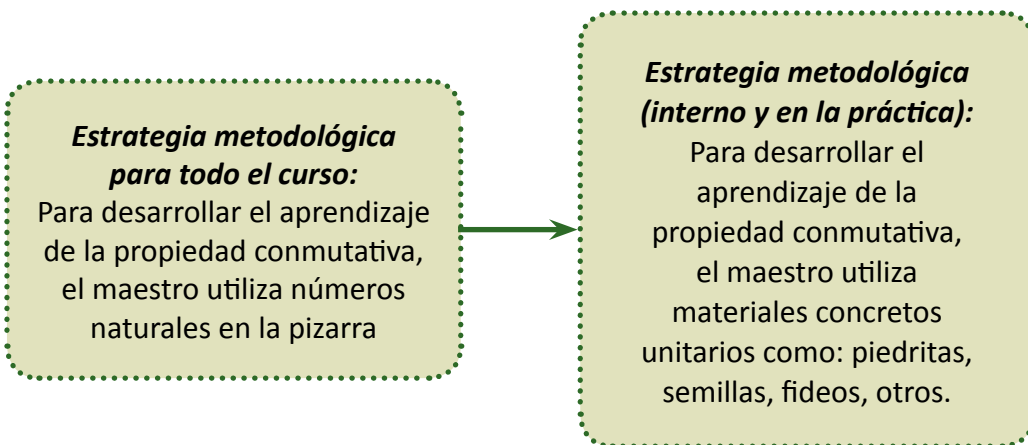 Estrategia metodológica
para todo el curso:
Para desarrollar el aprendizaje
de la propiedad conmutativa,
el maestro utiliza números
naturales en la pizarra
Estrategia metodológica
(interno y en la práctica):
Para desarrollar el
aprendizaje de la
propiedad conmutativa,
el maestro utiliza
materiales concretos
unitarios como: piedritas,
semillas, fideos, otros.